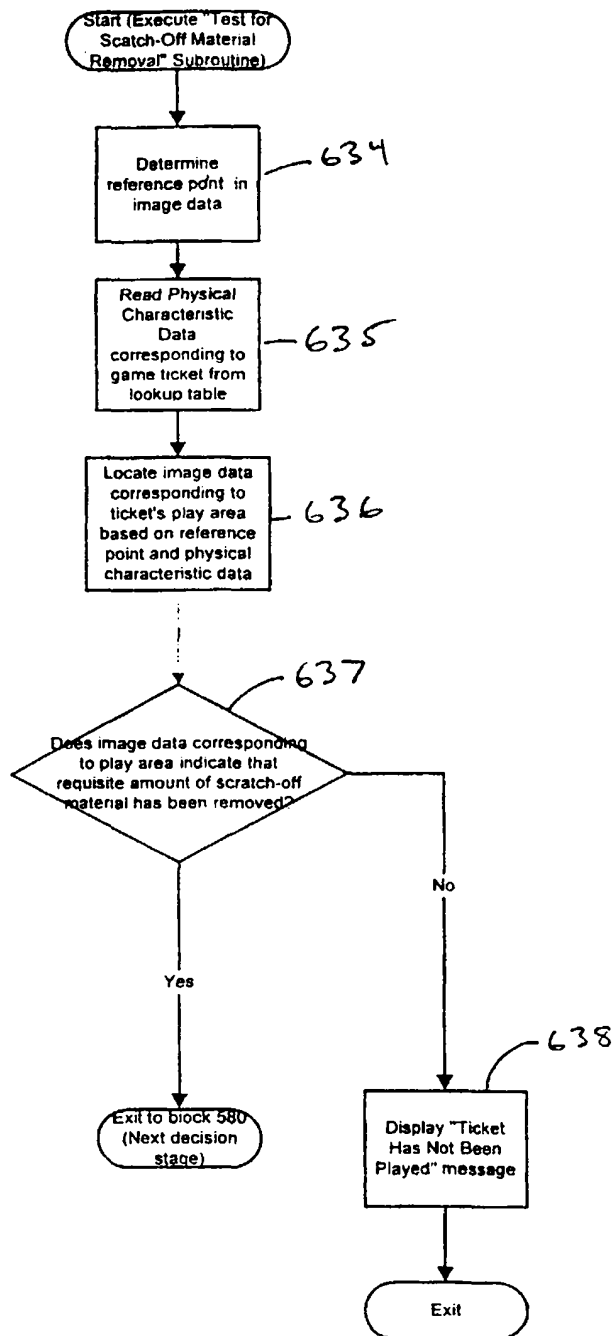 Start (Execute "Test for
Scatch-Off Material
Removal" Subroutine)
634
Determine
reference point in
image data
Read Physical
Characteristic
Data
corresponding to
game ticket from
lookup table
635
Locate image data
corresponding to
ticket's play area
based on reference
point and physical
characteristic data
636
637
Does image data corresponding
to play area indicate that
requisite amount of scratch-off
material has been removed?
No
Yes
638
Exit to block 580
(Next decision
stage)
Display "Ticket
Has Not Been
Played" message
Exit